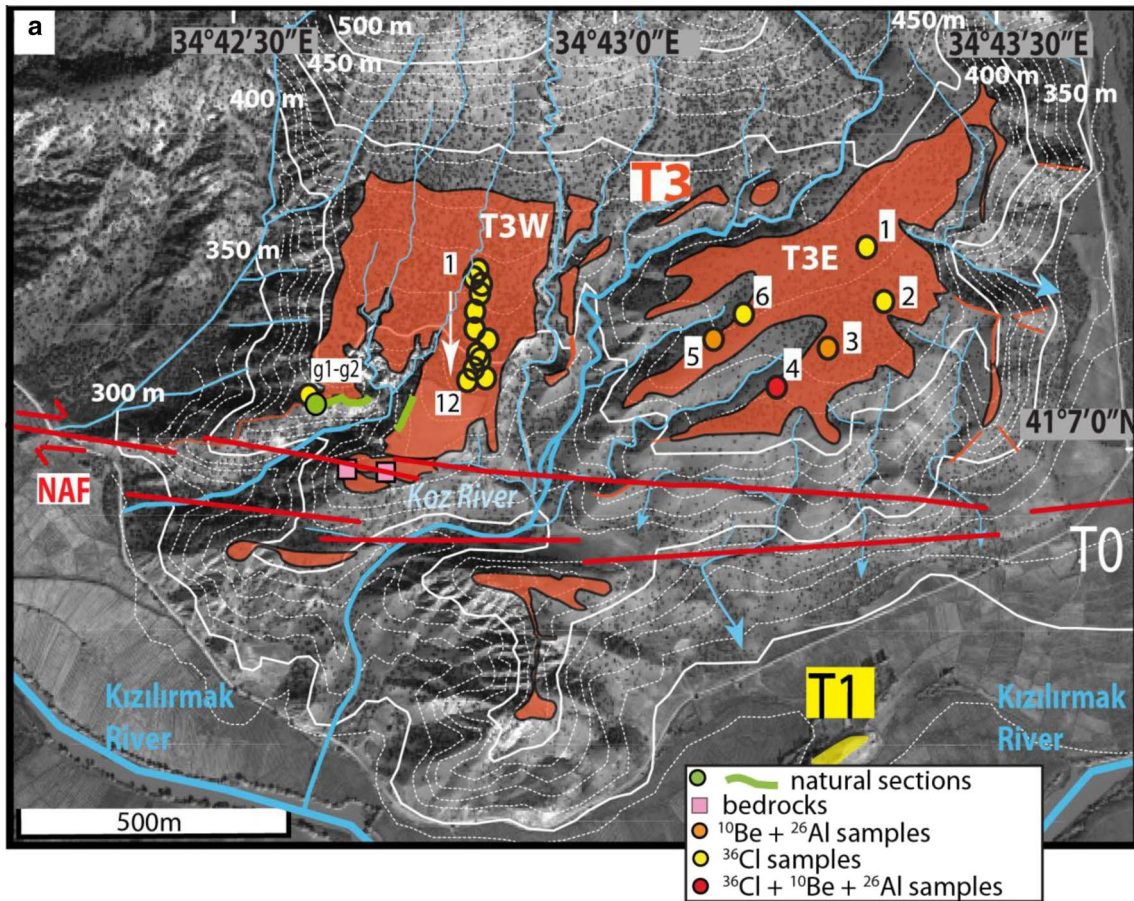 a
34°42'30"E
500 m
450 m
400 m
34°43'0"E
450 m
34°43'30"E
400 m
350 m
T3
T3W
T3E
350 m
1
1
2
6
5
3
4
g1-g2
12
300 m
41°7'0"N
NAF
Koz River
T0
T1
Kızılırmak
River
Kızılırmak
River
500m
natural sections
bedrocks
¹⁰Be + ²⁶Al samples
³⁶Cl samples
³⁶Cl + ¹⁰Be + ²⁶Al samples